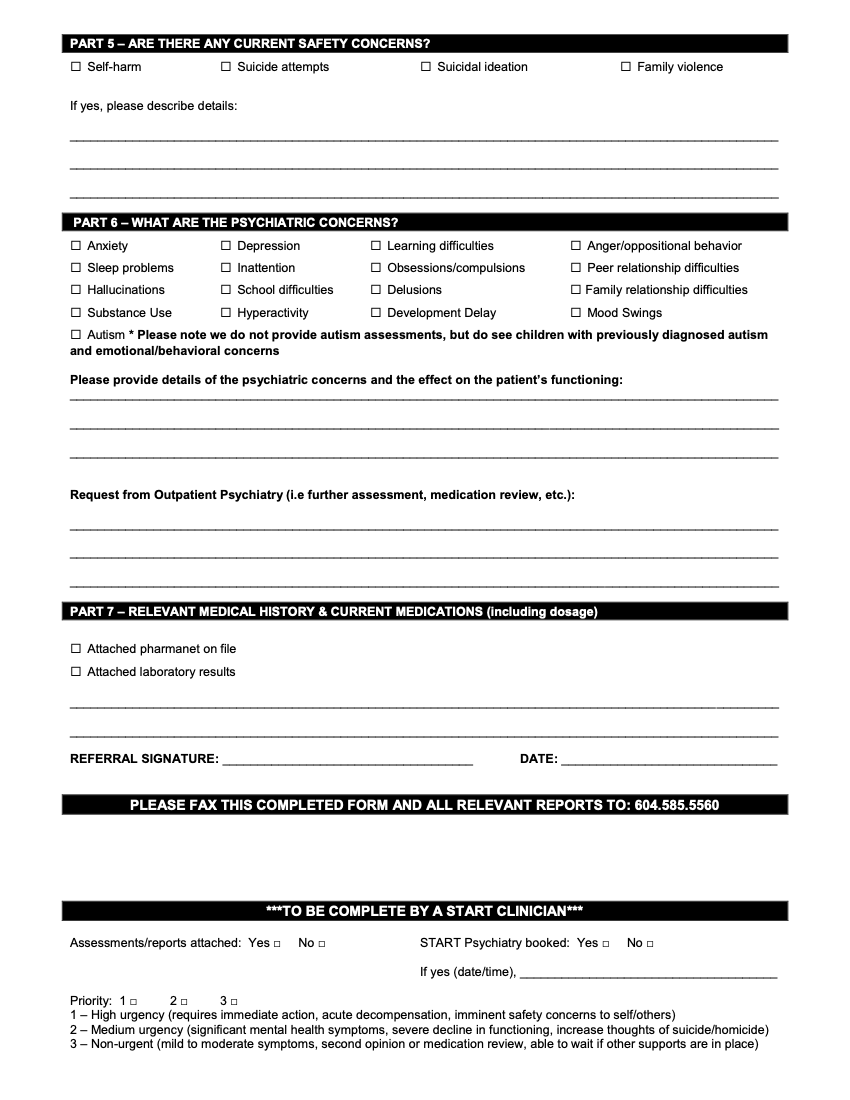 PART 5 – ARE THERE ANY CURRENT SAFETY CONCERNS?
☐ Self-harm ☐ Suicide attempts ☐ Suicidal ideation ☐ Family violence
If yes, please describe details:
PART 6 – WHAT ARE THE PSYCHIATRIC CONCERNS?
☐ Anxiety ☐ Depression ☐ Learning difficulties ☐ Anger/oppositional behavior
☐ Sleep problems ☐ Inattention ☐ Obsessions/compulsions ☐ Peer relationship difficulties
☐ Hallucinations ☐ School difficulties ☐ Delusions ☐ Family relationship difficulties
☐ Substance Use ☐ Hyperactivity ☐ Development Delay ☐ Mood Swings
☐ Autism * Please note we do not provide autism assessments, but do see children with previously diagnosed autism
and emotional/behavioral concerns
Please provide details of the psychiatric concerns and the effect on the patient's functioning:
Request from Outpatient Psychiatry (i.e further assessment, medication review, etc.):
PART 7 – RELEVANT MEDICAL HISTORY & CURRENT MEDICATIONS (including dosage)
☐ Attached pharmanet on file
☐ Attached laboratory results
REFERRAL SIGNATURE: ____________________ DATE: ____________________
PLEASE FAX THIS COMPLETED FORM AND ALL RELEVANT REPORTS TO: 604.585.5560
***TO BE COMPLETE BY A START CLINICIAN***
Assessments/reports attached: Yes □ No □ START Psychiatry booked: Yes □ No □
If yes (date/time), ____________________
Priority: 1 □ 2 □ 3 □
1 – High urgency (requires immediate action, acute decompensation, imminent safety concerns to self/others)
2 – Medium urgency (significant mental health symptoms, severe decline in functioning, increase thoughts of suicide/homicide)
3 – Non-urgent (mild to moderate symptoms, second opinion or medication review, able to wait if other supports are in place)